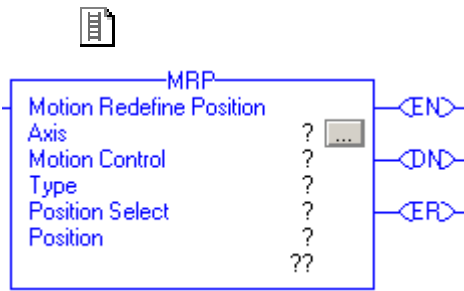 MRP
Motion Redefine Position
EN
Axis ? ...
Motion Control ?
DN
Type ?
Position Select ?
ER
Position ?
??